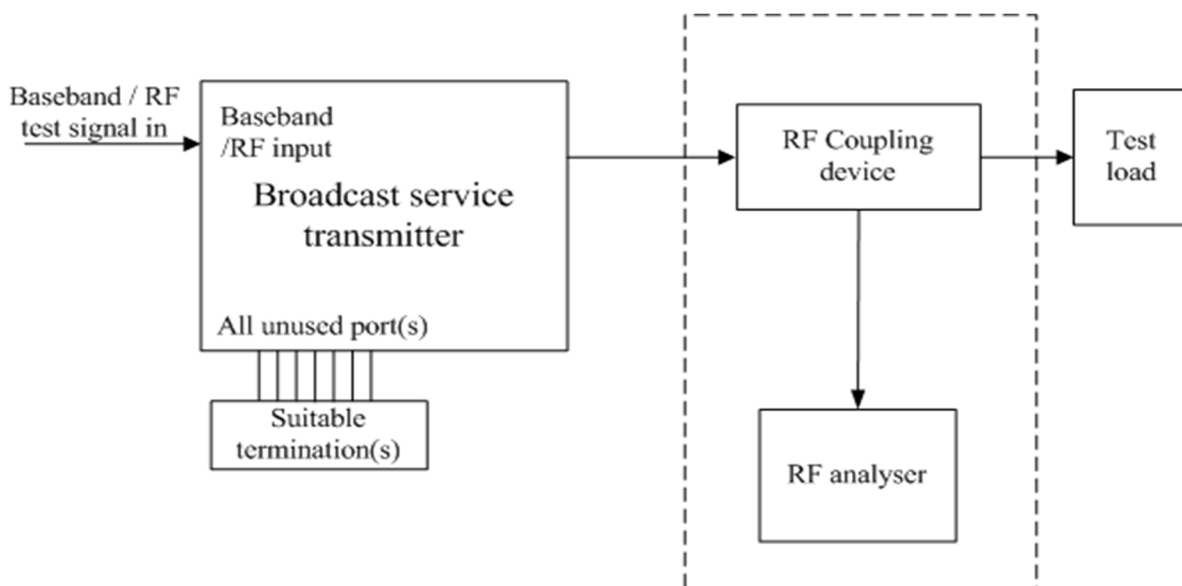 Baseband / RF
test signal in
Baseband
/RF input
Broadcast service
transmitter
All unused port(s)
Suitable
termination(s)
RF Coupling
device
Test
load
RF analyser